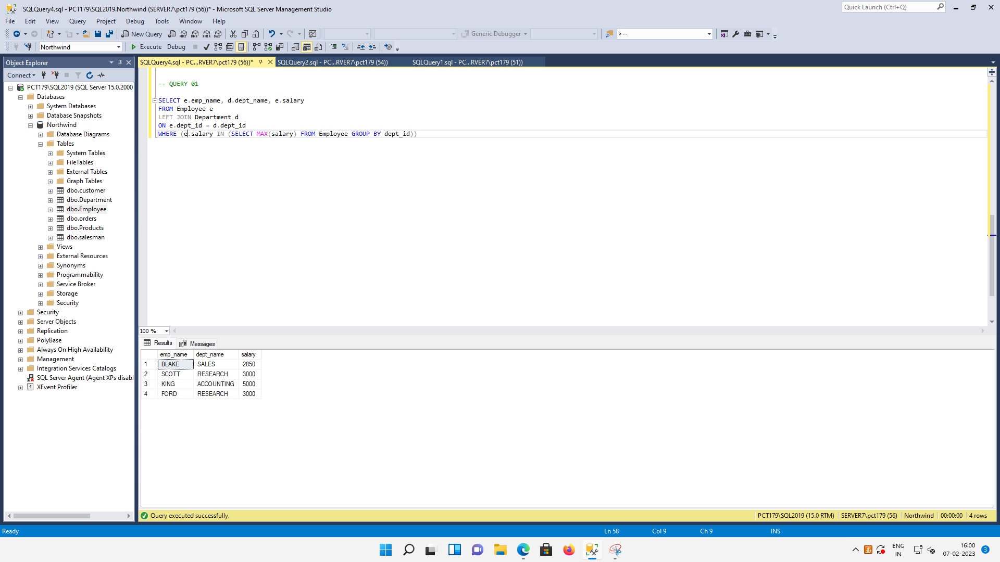 SQLQuery4.sql - PCT179\SQL2019.Northwind (SERVER7\pct179 (56))* - Microsoft SQL Server Management Studio
Quick Launch (Ctrl+Q)
File Edit View Query Project Debug Tools Window Help
New Query
Generic Debugger
>--
Northwind
Execute Debug
Object Explorer
SQLQuery4.sql - PC...RVER7\pct179 (56))*
SQLQuery2.sql - PC...RVER7\pct179 (54))
SQLQuery1.sql - PC...RVER7\pct179 (51))
Connect
PCT179\SQL2019 (SQL Server 15.0.2000
Databases
System Databases
Database Snapshots
Northwind
Database Diagrams
Tables
System Tables
FileTables
External Tables
Graph Tables
dbo.customer
dbo.Department
dbo.Employee
dbo.orders
dbo.Products
dbo.salesman
Views
External Resources
Synonyms
Programmability
Service Broker
Storage
Security
Security
Server Objects
Replication
PolyBase
Always On High Availability
Management
Integration Services Catalogs
SQL Server Agent (Agent XPs disabl
XEvent Profiler
-- QUERY 01
SELECT e.emp_name, d.dept_name, e.salary
FROM Employee e
LEFT JOIN Department d
ON e.dept_id = d.dept_id
WHERE (e.salary IN (SELECT MAX(salary) FROM Employee GROUP BY dept_id))
100 %
Results Messages
emp_name dept_name salary
1 BLAKE SALES 2850
2 SCOTT RESEARCH 3000
3 KING ACCOUNTING 5000
4 FORD RESEARCH 3000
Query executed successfully.
PCT179\SQL2019 (15.0 RTM) SERVER7\pct179 (56) Northwind 00:00:00 4 rows
Ready Ln 58 Col 9 Ch 9 INS
ENG
IN
16:00
07-02-2023
3